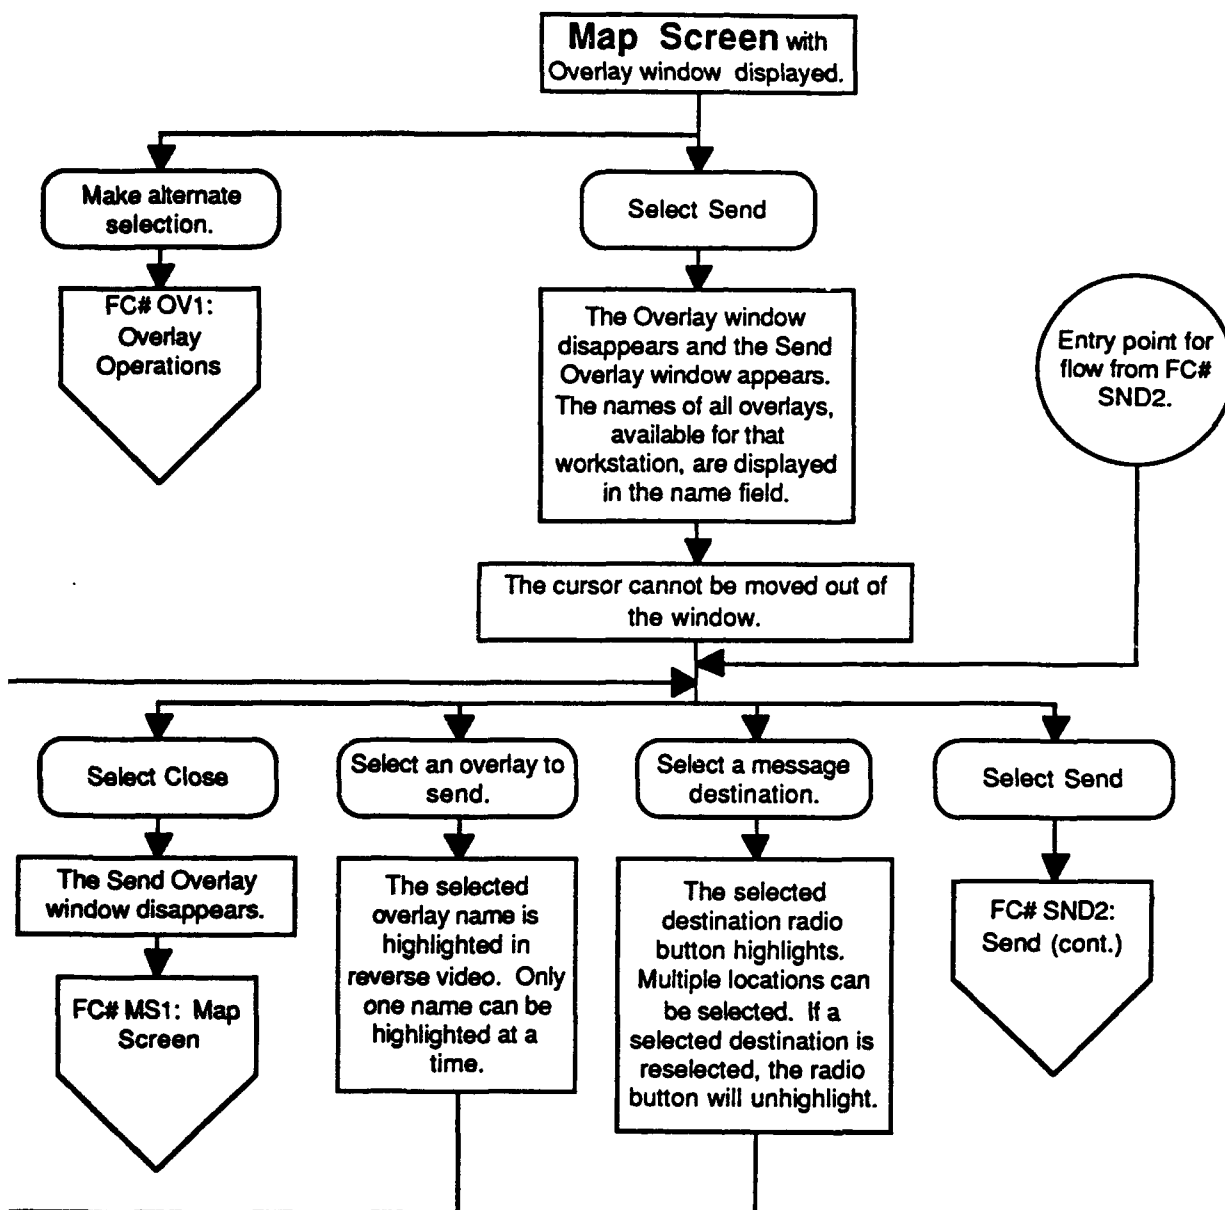 Map Screen with
Overlay window displayed.
Make alternate
selection.
Select Send
FC# OV1:
Overlay
Operations
The Overlay window
disappears and the Send
Overlay window appears.
The names of all overlays,
available for that
workstation, are displayed
in the name field.
Entry point for
flow from FC#
SND2.
The cursor cannot be moved out of
the window.
Select Close
Select an overlay to
send.
Select a message
destination.
Select Send
The Send Overlay
window disappears.
The selected
overlay name is
highlighted in
reverse video. Only
one name can be
highlighted at a
time.
The selected
destination radio
button highlights.
Multiple locations can
be selected. If a
selected destination is
reselected, the radio
button will unhighlight.
FC# SND2:
Send (cont.)
FC# MS1: Map
Screen